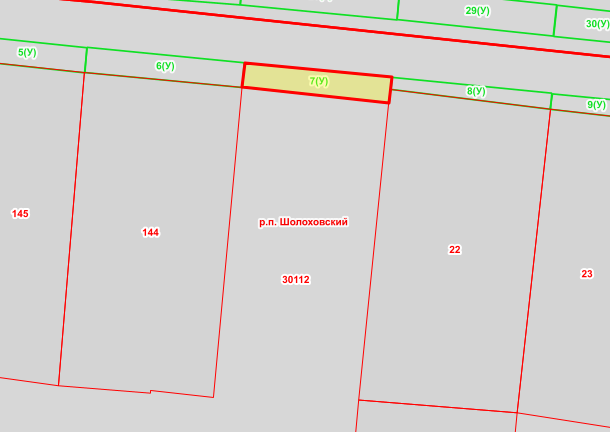 29(У)
30(У)
5(У)
6(У)
7(У)
8(У)
9(У)
145
144
р.п. Шолоховский
22
23
30112